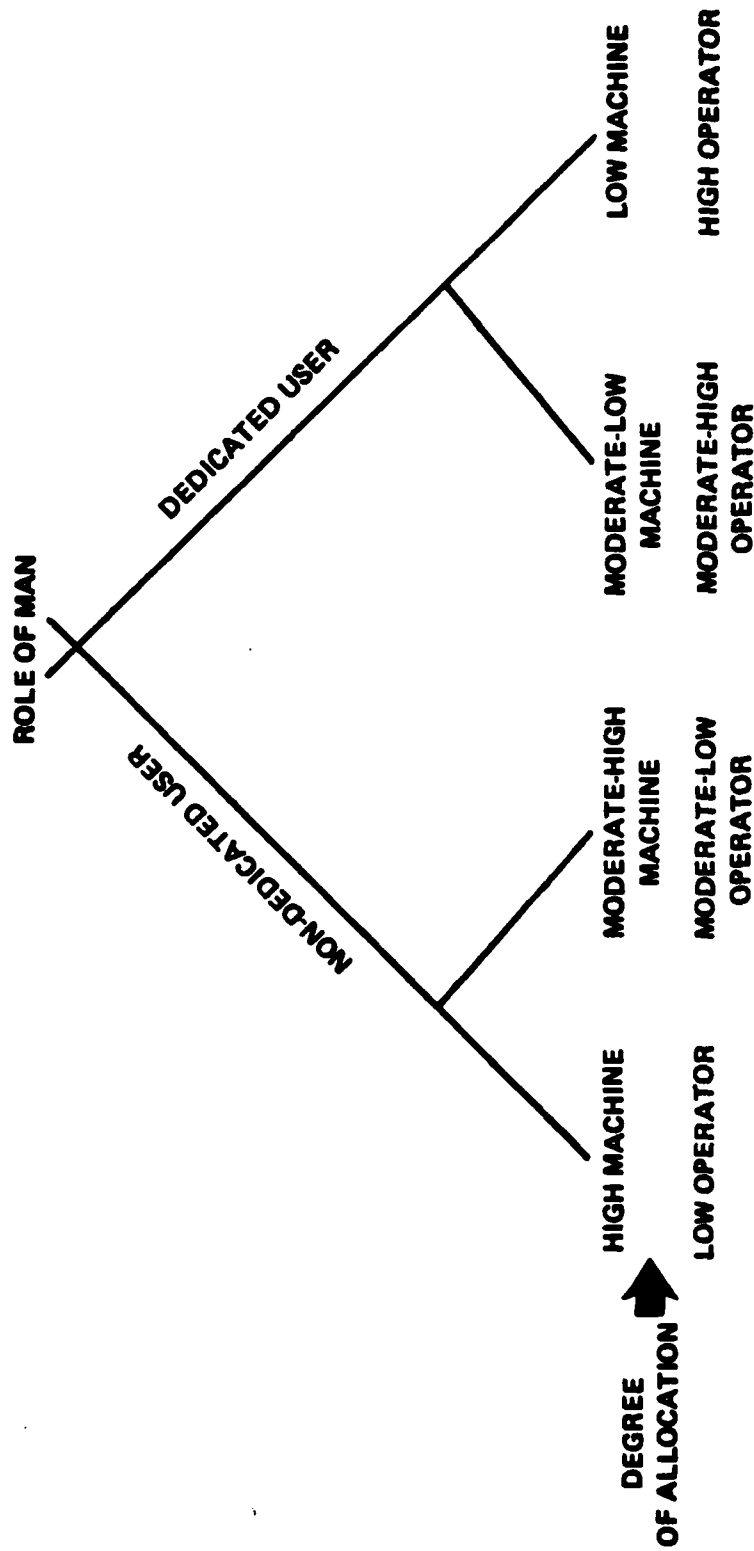 ROLE OF MAN
NON-DEDICATED USER
DEDICATED USER
DEGREE
OF ALLOCATION
HIGH MACHINE
LOW OPERATOR
MODERATE-HIGH
MACHINE
MODERATE-LOW
OPERATOR
MODERATE-LOW
MACHINE
MODERATE-HIGH
OPERATOR
LOW MACHINE
HIGH OPERATOR